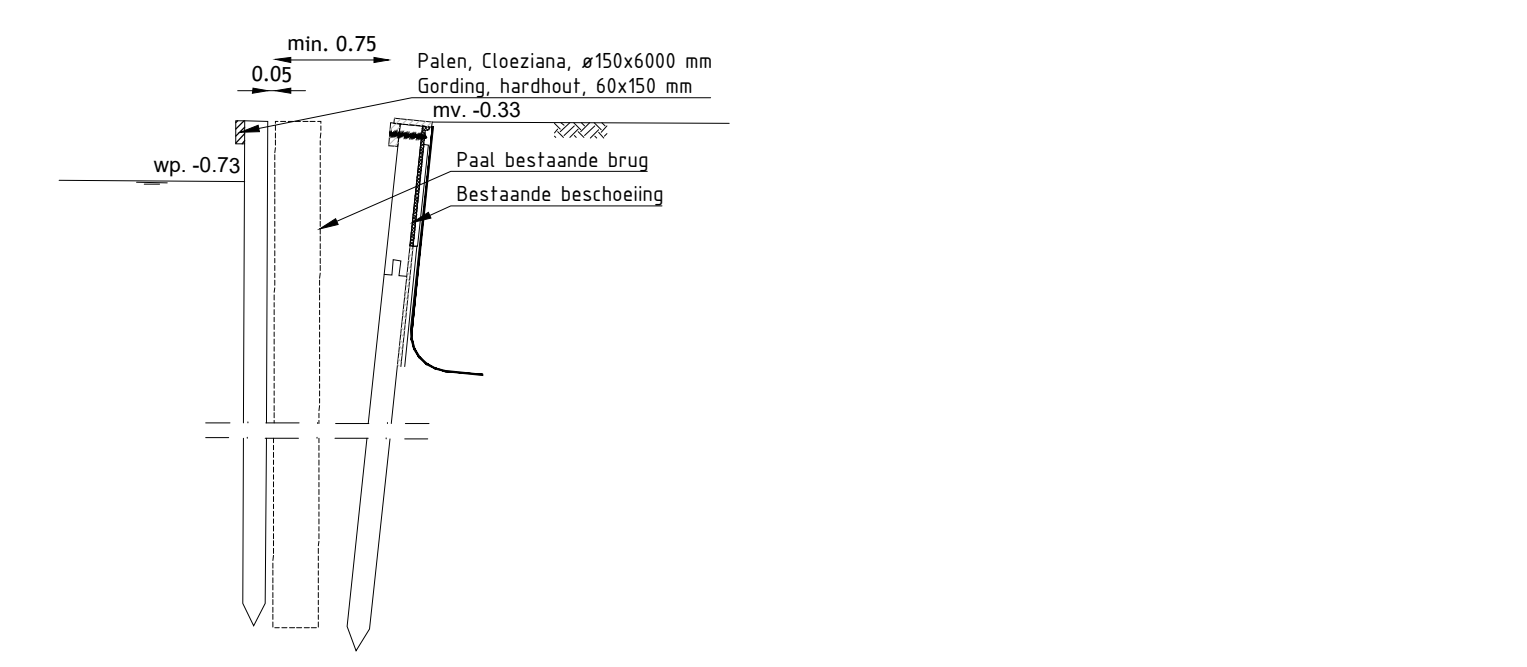 min. 0.75
0.05
Palen, Cloeziana, ø150x6000 mm
Gording, hardhout, 60x150 mm
mv. -0.33
wp. -0.73
Paal bestaande brug
Bestaande beschoeiing